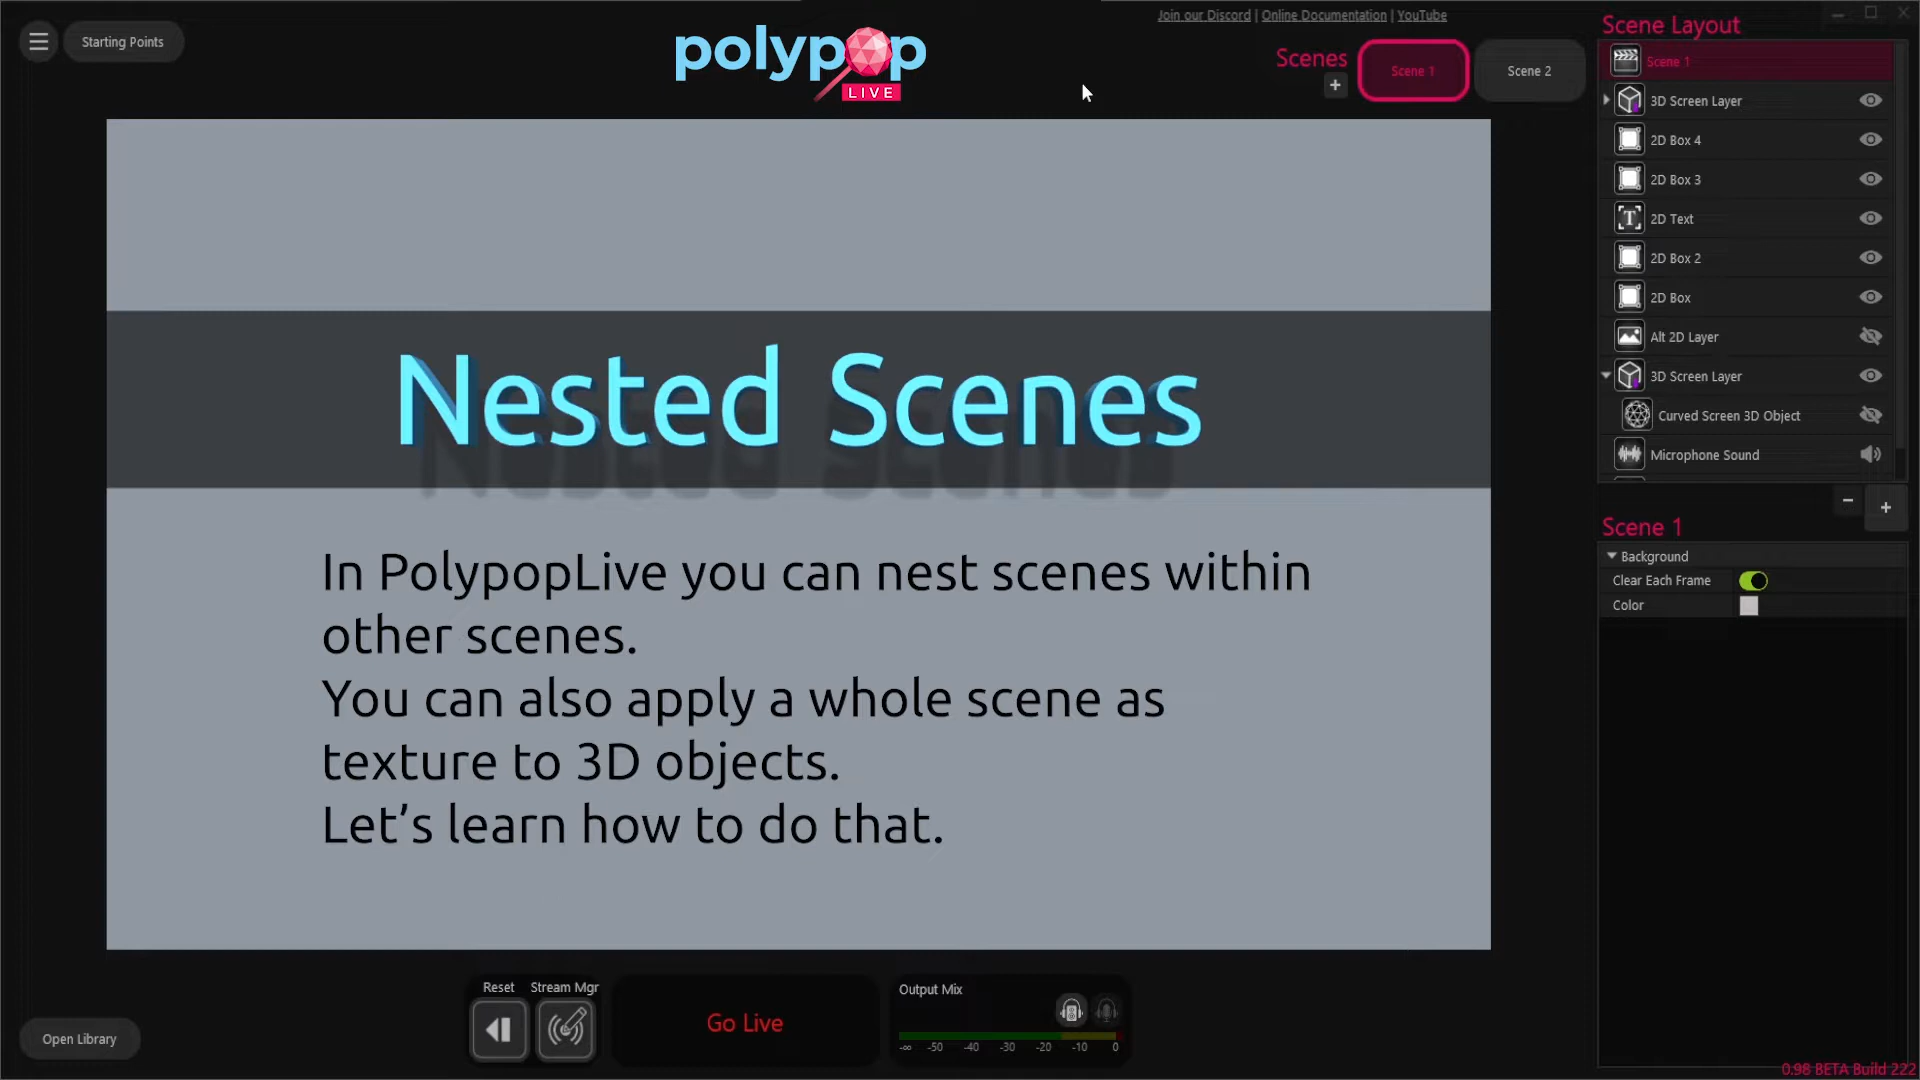 Join our Discord | Online Documentation | YouTube
Starting Points
polypop
LIVE
Scenes
+
Scene 1
Scene 2
Scene Layout
Scene 1
3D Screen Layer
2D Box 4
2D Box 3
2D Text
2D Box 2
2D Box
Alt 2D Layer
3D Screen Layer
Curved Screen 3D Object
Microphone Sound
- +
Scene 1
Background
Clear Each Frame
Color
Nested Scenes
In PolypopLive you can nest scenes within
other scenes.
You can also apply a whole scene as
texture to 3D objects.
Let’s learn how to do that.
Reset
Stream Mgr
Go Live
Output Mix
-∞ -50 -40 -30 -20 -10 0
Open Library
0.98 BETA Build 222